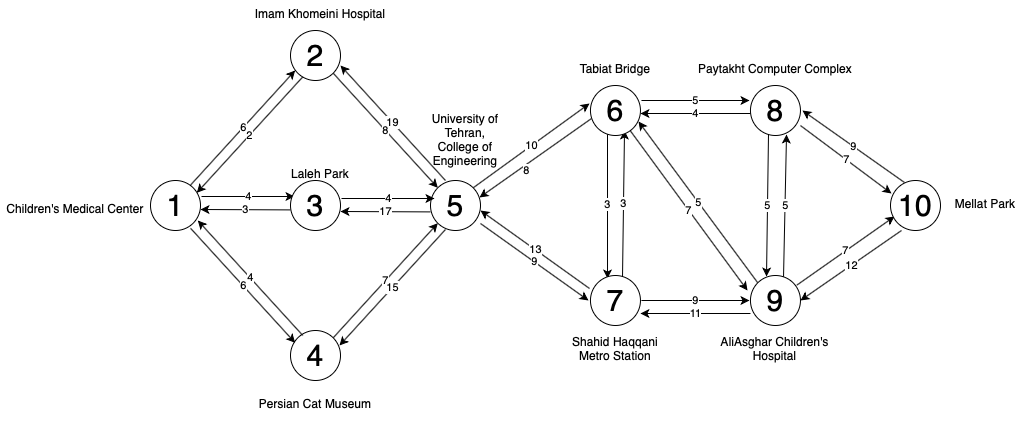 Imam Khomeini Hospital
2
Tabiat Bridge
Paytakht Computer Complex
6
5
4
8
University of
Tehran,
College of
Engineering
6
2
19
8
10
8
9
7
Laleh Park
Children's Medical Center
1
4
3
3
4
17
5
3
3
7
5
5
5
10
Mellat Park
4
6
7
15
13
9
7
12
7
9
11
9
4
Shahid Haqqani
Metro Station
AliAsghar Children's
Hospital
Persian Cat Museum